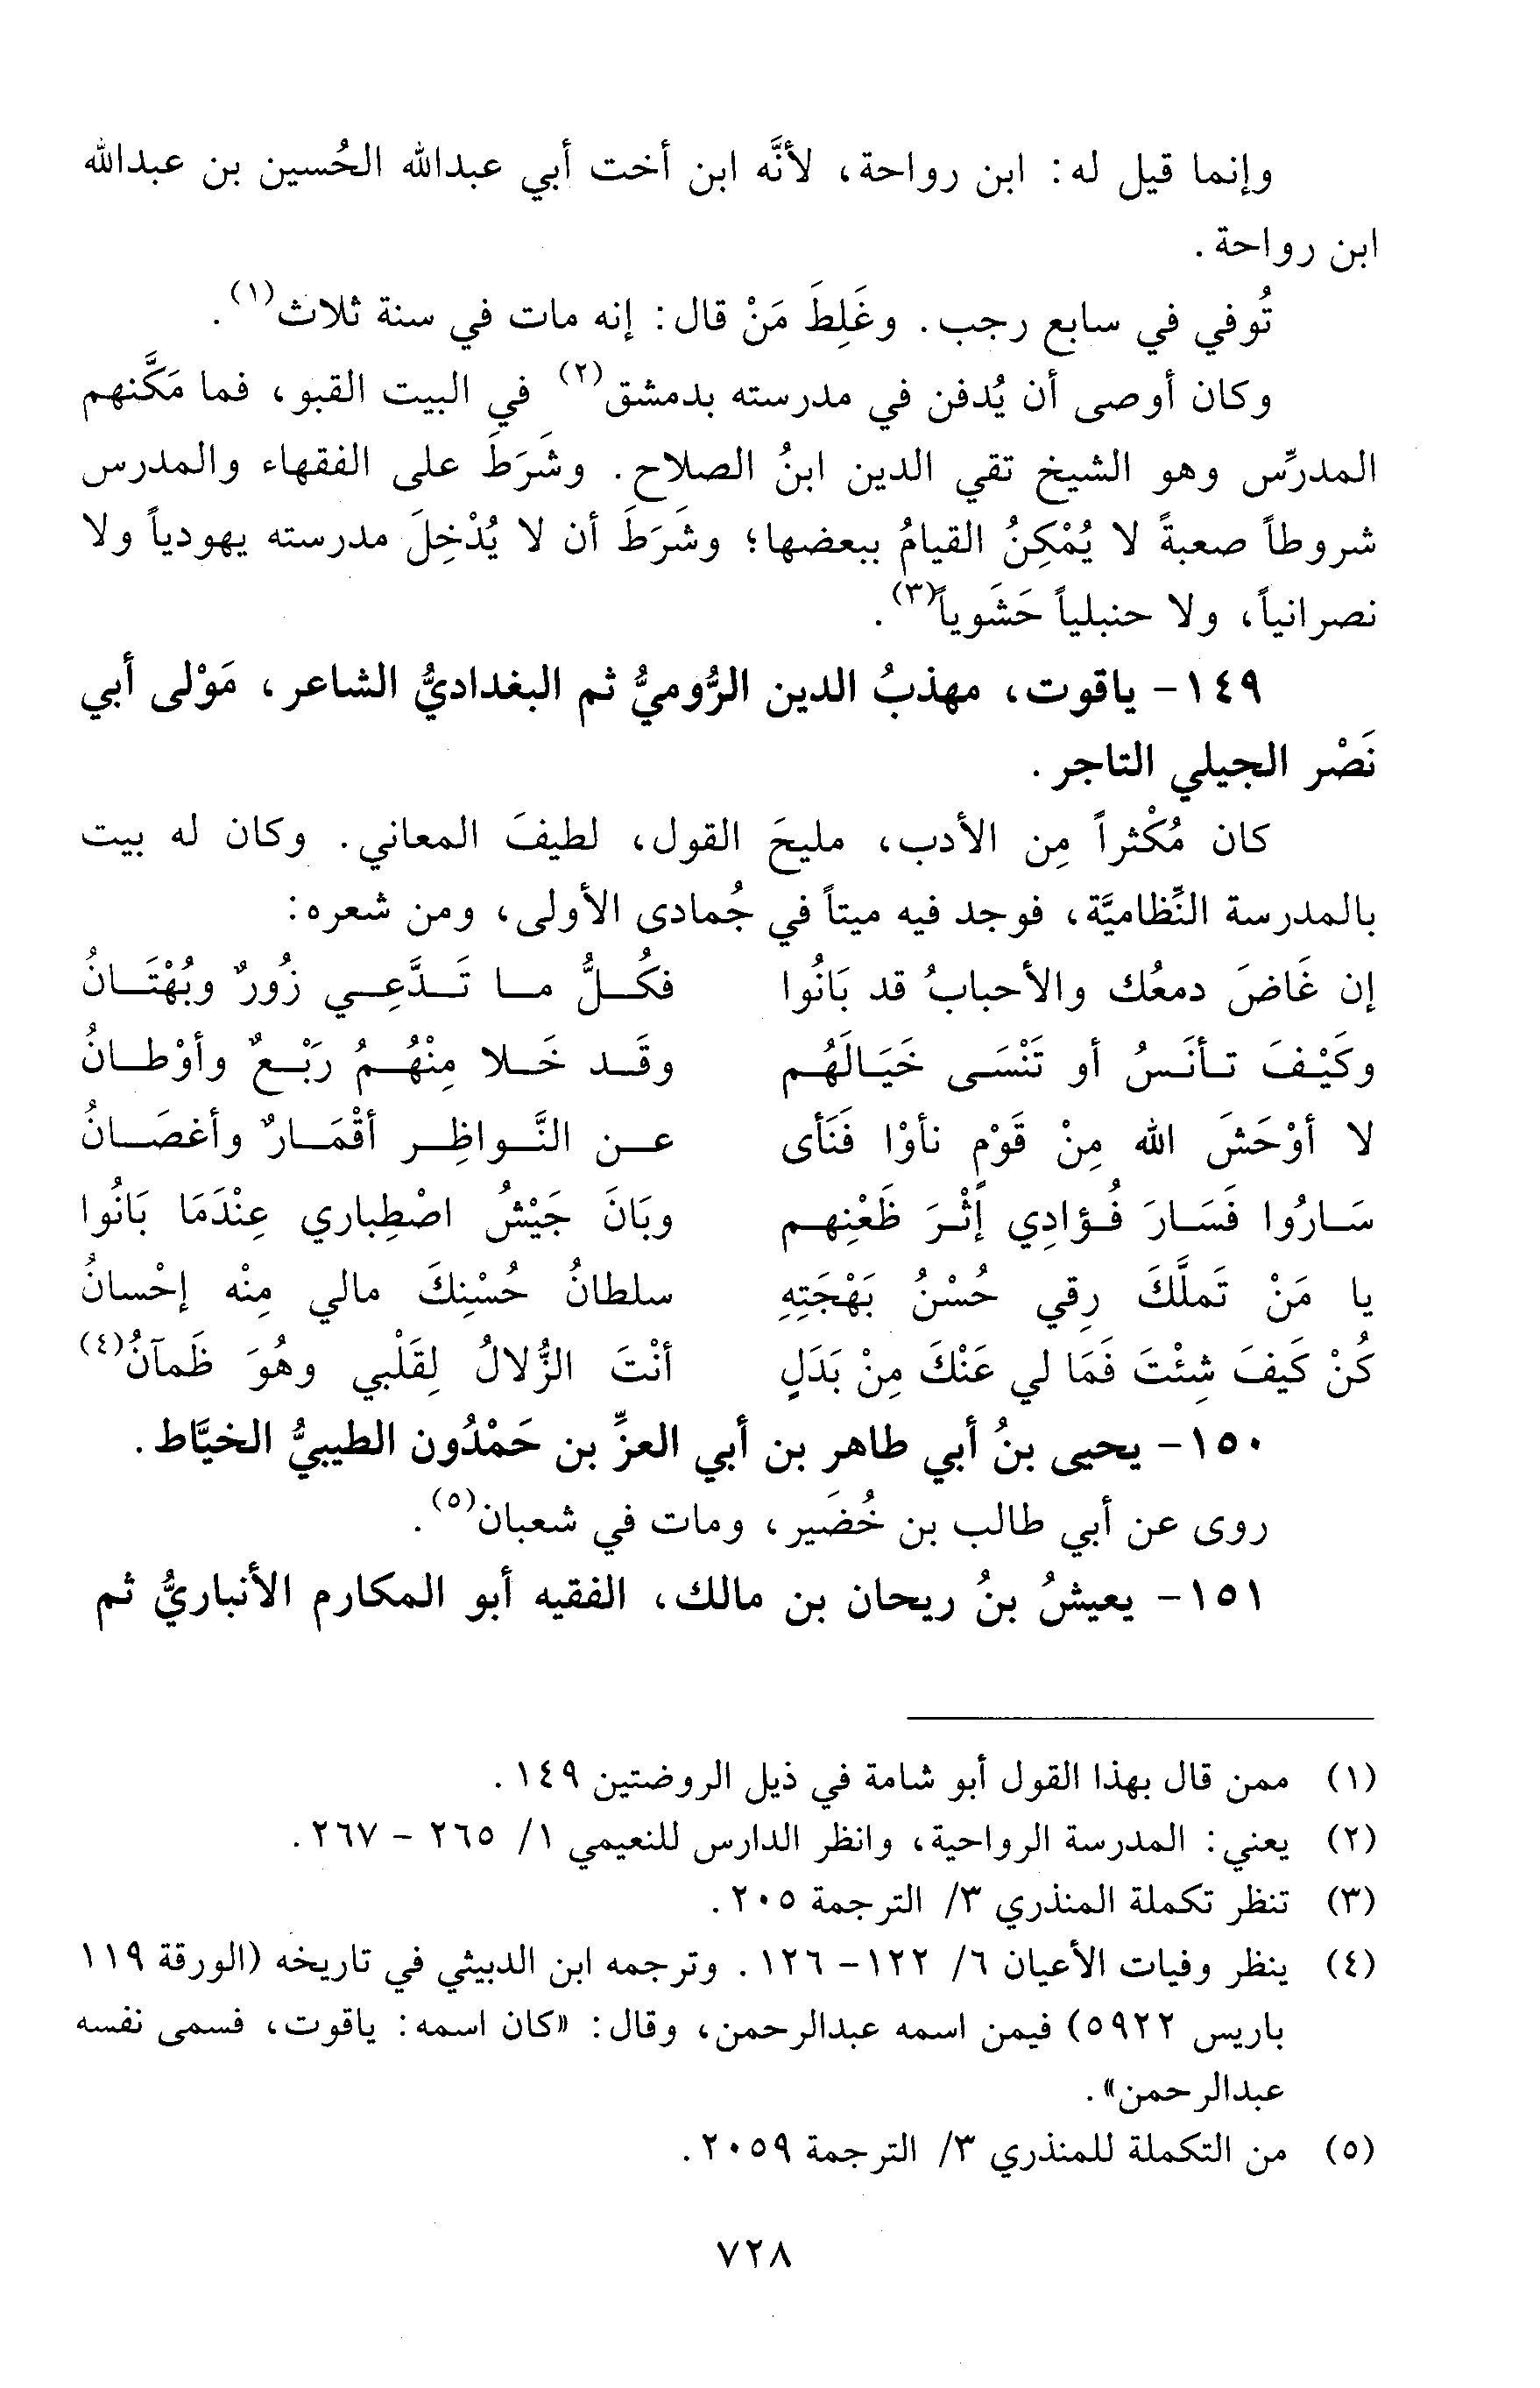 وإنما قيل له: ابن رواحة، لأنَّه ابن أخت أبي عبدالله الحُسين بن عبدالله
ابن رواحة.
تُوفي في سابع رجب. وغَلِطَ مَنْ قال: إنه مات في سنة ثلاث(١).
وكان أوصى أن يُدفن في مدرسته بدمشق(٢) في البيت القبو، فما مَكَّنهم
المدرِّس وهو الشيخ تقي الدين ابنُ الصلاح. وشَرَطَ على الفقهاء والمدرس
شروطاً صعبةً لا يُمْكِنُ القيامُ ببعضها؛ وشَرَطَ أن لا يُدْخِلَ مدرسته يهودياً ولا
نصرانياً، ولا حنبلياً حَشَوياً(٣).
١٤٩- ياقوت، مهذبُ الدين الرُّوميُّ ثم البغداديُّ الشاعر، مَوْلى أبي
نَصْر الجيلي التاجر.
كان مُكْثراً مِن الأدب، مليحَ القول، لطيفَ المعاني. وكان له بيت
بالمدرسة النِّظاميَّة، فوجد فيه ميتاً في جُمادى الأولى، ومن شعره:
إن غَاضَ دمعُك والأحبابُ قد بَانُوا فكُلُّ ما تَدَّعِي زُورٌ وبُهْتَانُ
وكَيْفَ تأنَسُ أو تَنْسَى خَيَالَهُم وقَد خَلا مِنْهُمُ رَبْعٌ وأوْطانُ
لا أوْحَشَ الله مِنْ قَوْمٍ نأوْا فَنَأى عن النَّواظِر أقْمَارٌ وأغصَانُ
سَارُوا فَسَارَ فُؤادِي إثْرَ ظَعْنِهم وبَانَ جَيْشُ اصْطِباري عِنْدَمَا بَانُوا
يا مَنْ تَملَّكَ رِقي حُسْنُ بَهْجَتِهِ سلطانُ حُسْنِكَ مالي مِنْه إحْسانُ
كُنْ كَيفَ شِئْتَ فَمَا لي عَنْكَ مِنْ بَدَلٍ أنْتَ الزُّلالُ لِقَلْبي وهُوَ ظَمآنُ(٤)
١٥٠- يحيى بنُ أبي طاهر بن أبي العزِّ بن حَمْدُون الطيبيُّ الخيَّاط.
روى عن أبي طالب بن خُضَير، ومات في شعبان(٥).
١٥١- يعيشُ بنُ ريحان بن مالك، الفقيه أبو المكارم الأنباريُّ ثم
(١) ممن قال بهذا القول أبو شامة في ذيل الروضتين ١٤٩.
(٢) يعني: المدرسة الرواحية، وانظر الدارس للنعيمي ١/ ٢٦٥ - ٢٦٧.
(٣) تنظر تكملة المنذري ٣/ الترجمة ٢٠٥.
(٤) ينظر وفيات الأعيان ٦/ ١٢٢- ١٢٦. وترجمه ابن الدبيثي في تاريخه (الورقة ١١٩
باريس ٥٩٢٢) فيمن اسمه عبدالرحمن، وقال: «كان اسمه: ياقوت، فسمى نفسه
عبدالرحمن».
(٥) من التكملة للمنذري ٣/ الترجمة ٢٠٥٩.
٧٢٨